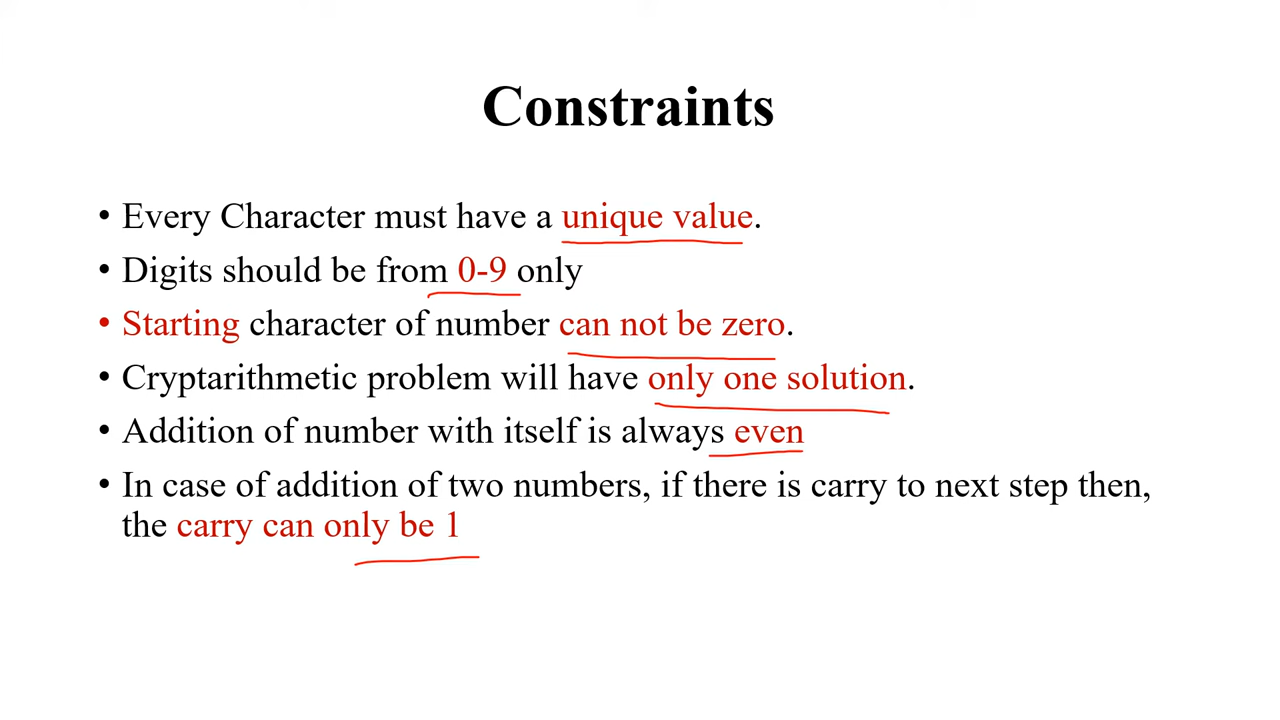 Constraints
• Every Character must have a unique value.
• Digits should be from 0-9 only
• Starting character of number can not be zero.
• Cryptarithmetic problem will have only one solution.
• Addition of number with itself is always even
• In case of addition of two numbers, if there is carry to next step then,
the carry can only be 1